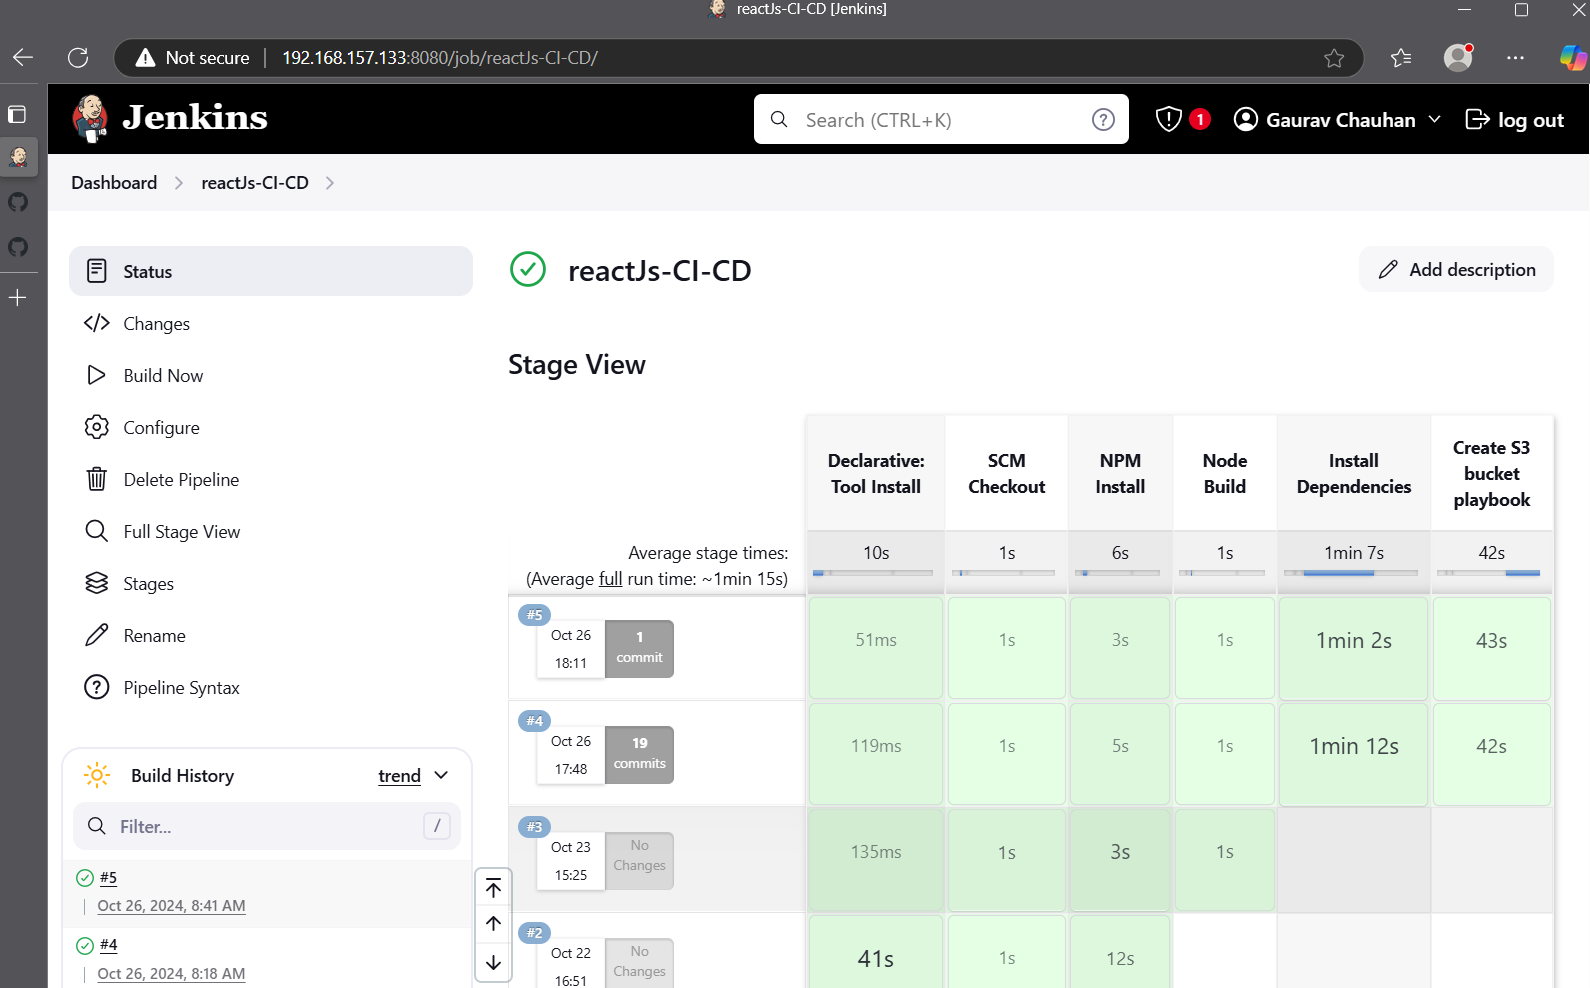 reactJs-CI-CD [Jenkins]
Not secure
192.168.157.133:8080/job/reactJs-CI-CD/
Jenkins
Search (CTRL+K)
?
1
Gaurav Chauhan
log out
Dashboard
reactJs-CI-CD
Status
Changes
Build Now
Configure
Delete Pipeline
Full Stage View
Stages
Rename
Pipeline Syntax
Build History
trend
Filter...
/
#5
Oct 26, 2024, 8:41 AM
#4
Oct 26, 2024, 8:18 AM
reactJs-CI-CD
Add description
Stage View
Declarative:
Tool Install
SCM
Checkout
NPM
Install
Node
Build
Install
Dependencies
Create S3
bucket
playbook
Average stage times:
(Average full run time: ~1min 15s)
10s
1s
6s
1s
1min 7s
42s
#5
Oct 26
18:11
1
commit
51ms
1s
3s
1s
1min 2s
43s
#4
Oct 26
17:48
19
commits
119ms
1s
5s
1s
1min 12s
42s
#3
Oct 23
15:25
No
Changes
135ms
1s
3s
1s
#2
Oct 22
16:51
No
Changes
41s
1s
12s